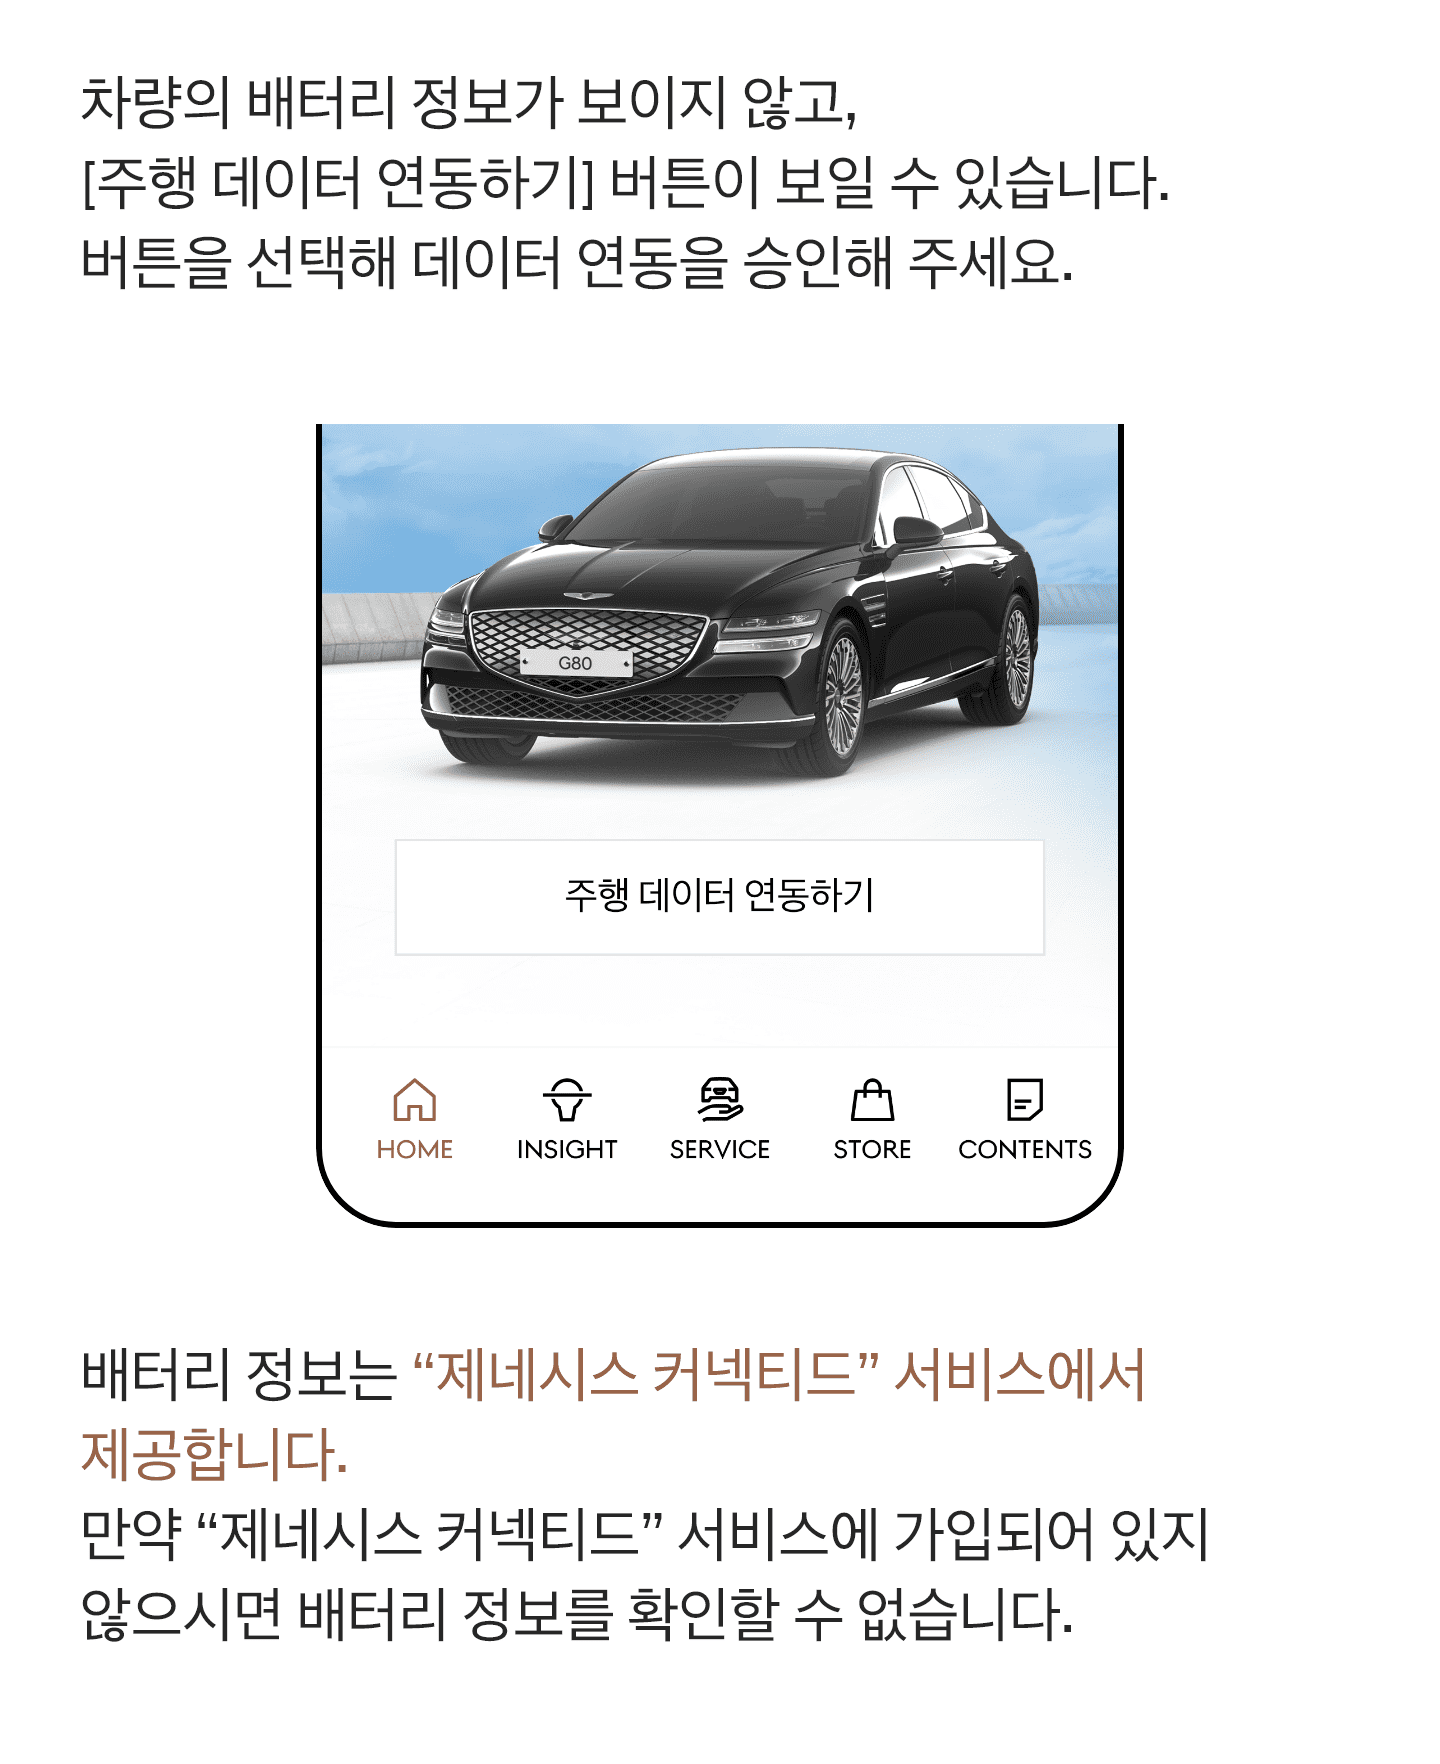 차량의 배터리 정보가 보이지 않고,
[주행 데이터 연동하기] 버튼이 보일 수 있습니다.
버튼을 선택해 데이터 연동을 승인해 주세요.
G80
주행 데이터 연동하기
HOME INSIGHT SERVICE STORE CONTENTS
배터리 정보는 “제네시스 커넥티드” 서비스에서
제공합니다.
만약 “제네시스 커넥티드” 서비스에 가입되어 있지
않으시면 배터리 정보를 확인할 수 없습니다.